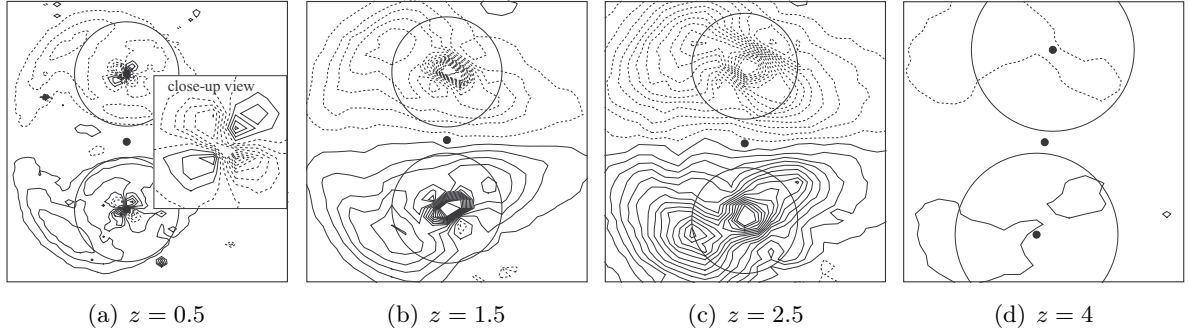 close-up view
(a) z = 0.5
(b) z = 1.5
(c) z = 2.5
(d) z = 4